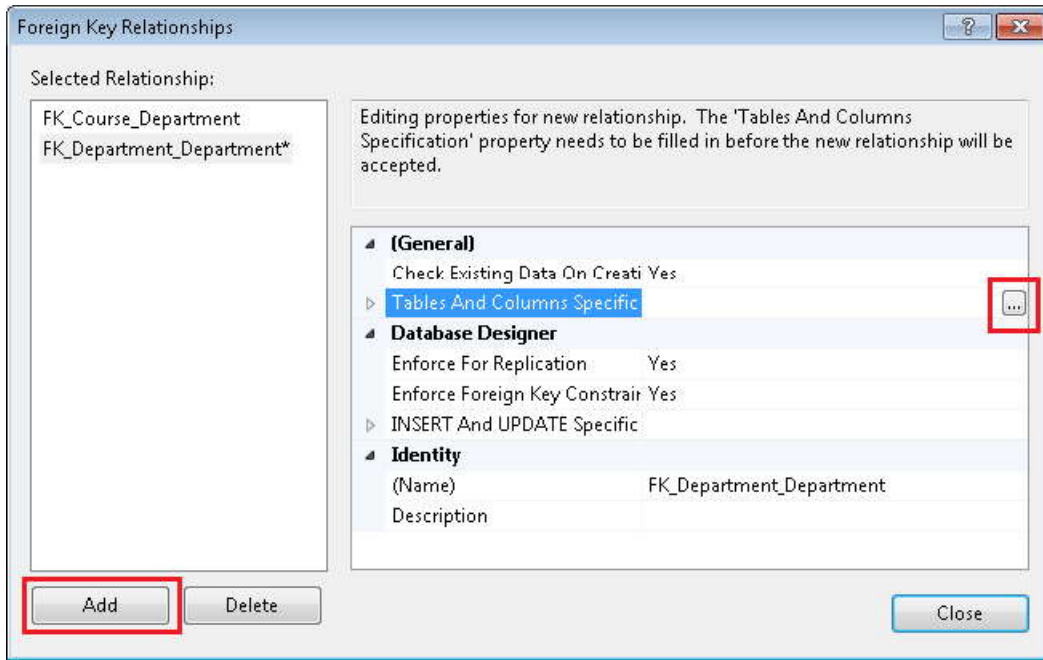 Foreign Key Relationships
Selected Relationship:
FK_Course_Department
FK_Department_Department*
Editing properties for new relationship. The 'Tables And Columns
Specification' property needs to be filled in before the new relationship will be
accepted.
(General)
Check Existing Data On Creati Yes
Tables And Columns Specific
...
Database Designer
Enforce For Replication Yes
Enforce Foreign Key Constrair Yes
INSERT And UPDATE Specific
Identity
(Name) FK_Department_Department
Description
Add
Delete
Close